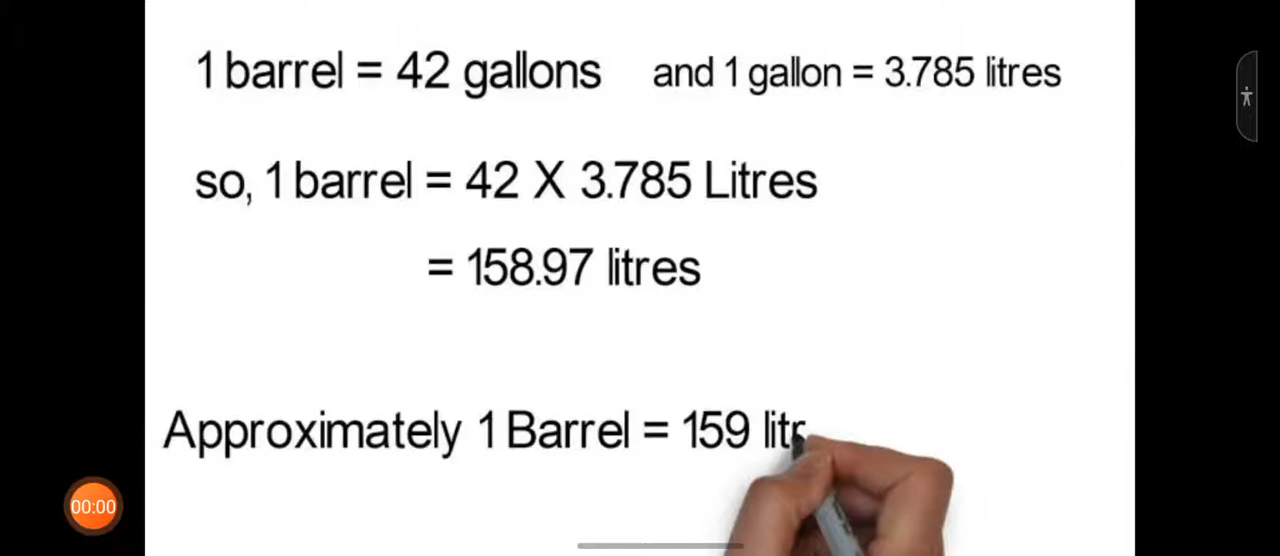 1 barrel = 42 gallons and 1 gallon = 3.785 litres
so, 1 barrel = 42 X 3.785 Litres
= 158.97 litres
Approximately 1 Barrel = 159 litr
00:00